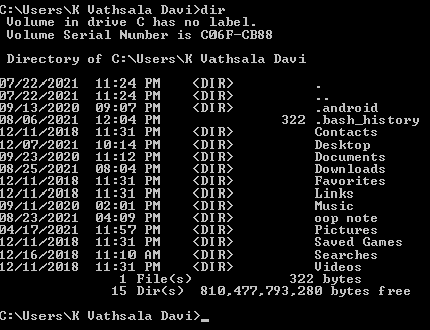 C:\Users\K Vathsala Davi>dir
Volume in drive C has no label.
Volume Serial Number is C06F-CB88
Directory of C:\Users\K Vathsala Davi
07/22/2021 11:24 PM <DIR> .
07/22/2021 11:24 PM <DIR> ..
09/13/2020 09:07 PM <DIR> .android
08/06/2021 12:04 PM 322 .bash_history
12/11/2018 11:31 PM <DIR> Contacts
12/07/2021 10:14 PM <DIR> Desktop
09/23/2020 11:12 PM <DIR> Documents
08/25/2021 08:04 PM <DIR> Downloads
12/11/2018 11:31 PM <DIR> Favorites
12/11/2018 11:31 PM <DIR> Links
09/11/2020 02:01 PM <DIR> Music
08/23/2021 04:09 PM <DIR> oop note
04/17/2021 11:57 PM <DIR> Pictures
12/11/2018 11:31 PM <DIR> Saved Games
12/16/2018 11:10 AM <DIR> Searches
12/11/2018 11:31 PM <DIR> Videos
1 File(s) 322 bytes
15 Dir(s) 810,477,793,280 bytes free
C:\Users\K Vathsala Davi>_